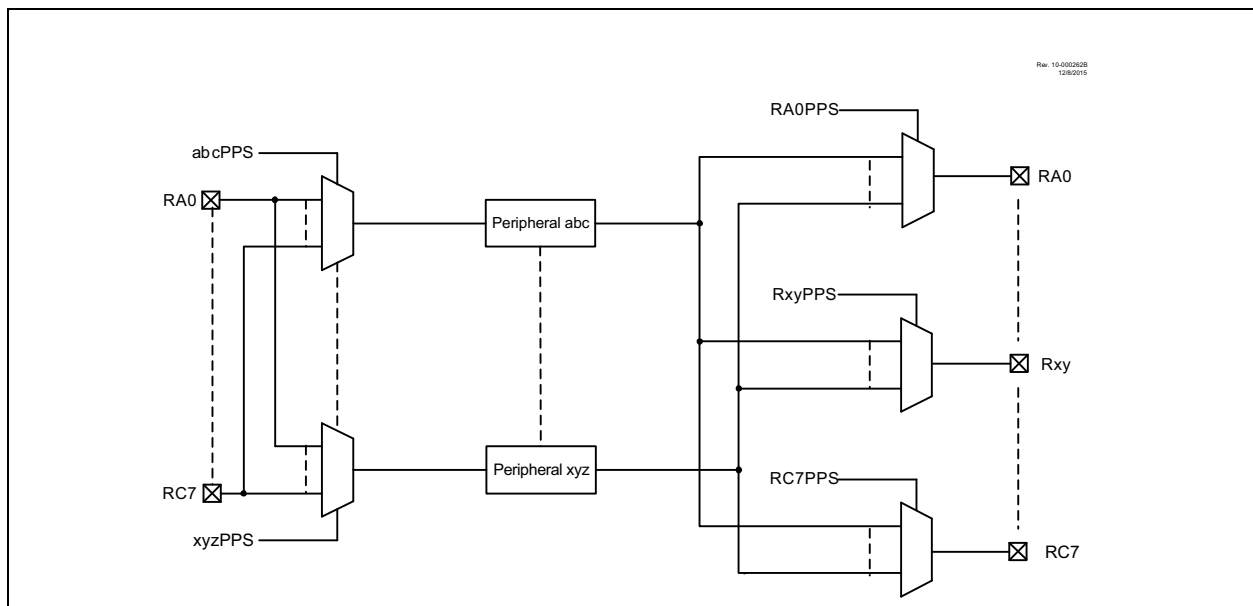 Rev. 10-000262B
12/8/2015
RA0PPS
abcPPS
RA0
Peripheral abc
RA0
RxyPPS
Rxy
Peripheral xyz
RC7PPS
RC7
xyzPPS
RC7